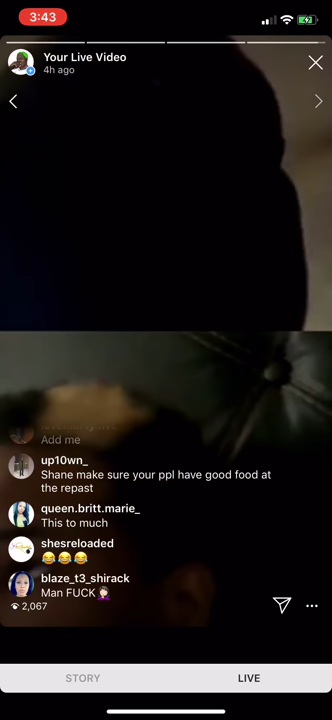 3:43
Your Live Video
4h ago
Add me
up10wn_
Shane make sure your ppl have good food at
the repast
queen.britt.marie_
This to much
shesreloaded
😂😂😂
blaze_t3_shirack
Man FUCK🤦🏻‍♀️
2,067
STORY
LIVE